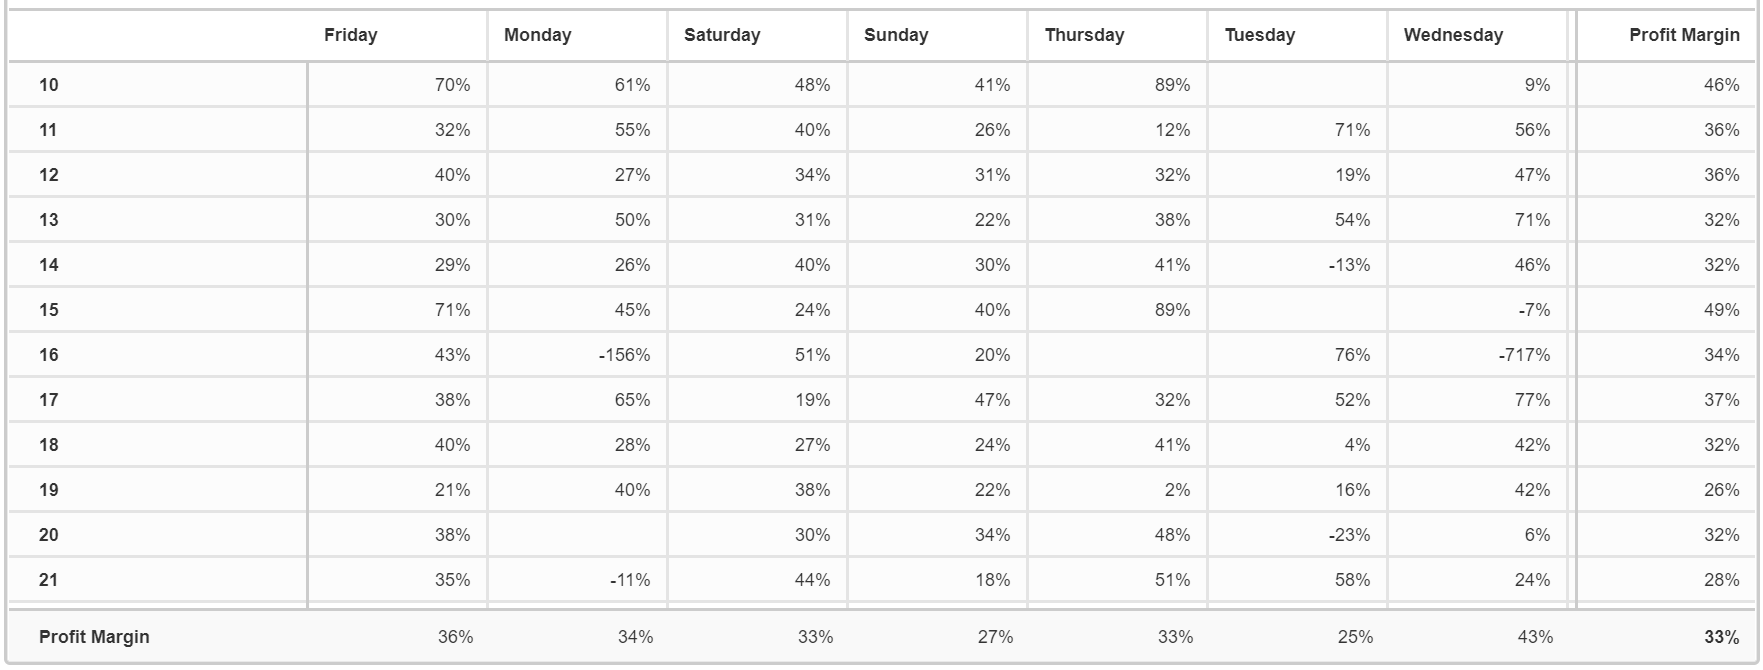 Friday Monday Saturday Sunday Thursday Tuesday Wednesday Profit Margin
10 70% 61% 48% 41% 89% 9% 46%
11 32% 55% 40% 26% 12% 71% 56% 36%
12 40% 27% 34% 31% 32% 19% 47% 36%
13 30% 50% 31% 22% 38% 54% 71% 32%
14 29% 26% 40% 30% 41% -13% 46% 32%
15 71% 45% 24% 40% 89% -7% 49%
16 43% -156% 51% 20% 76% -717% 34%
17 38% 65% 19% 47% 32% 52% 77% 37%
18 40% 28% 27% 24% 41% 4% 42% 32%
19 21% 40% 38% 22% 2% 16% 42% 26%
20 38% 30% 34% 48% -23% 6% 32%
21 35% -11% 44% 18% 51% 58% 24% 28%
Profit Margin 36% 34% 33% 27% 33% 25% 43% 33%